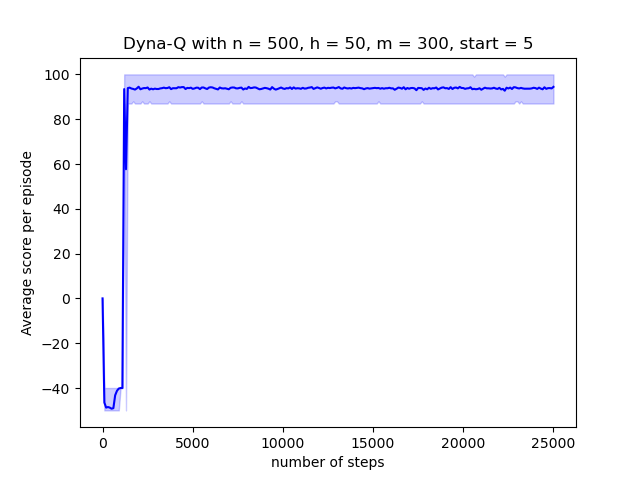 Dyna-Q with n = 500, h = 50, m = 300, start = 5
100
80
60
40
20
0
−20
−40
Average score per episode
0 5000 10000 15000 20000 25000
number of steps